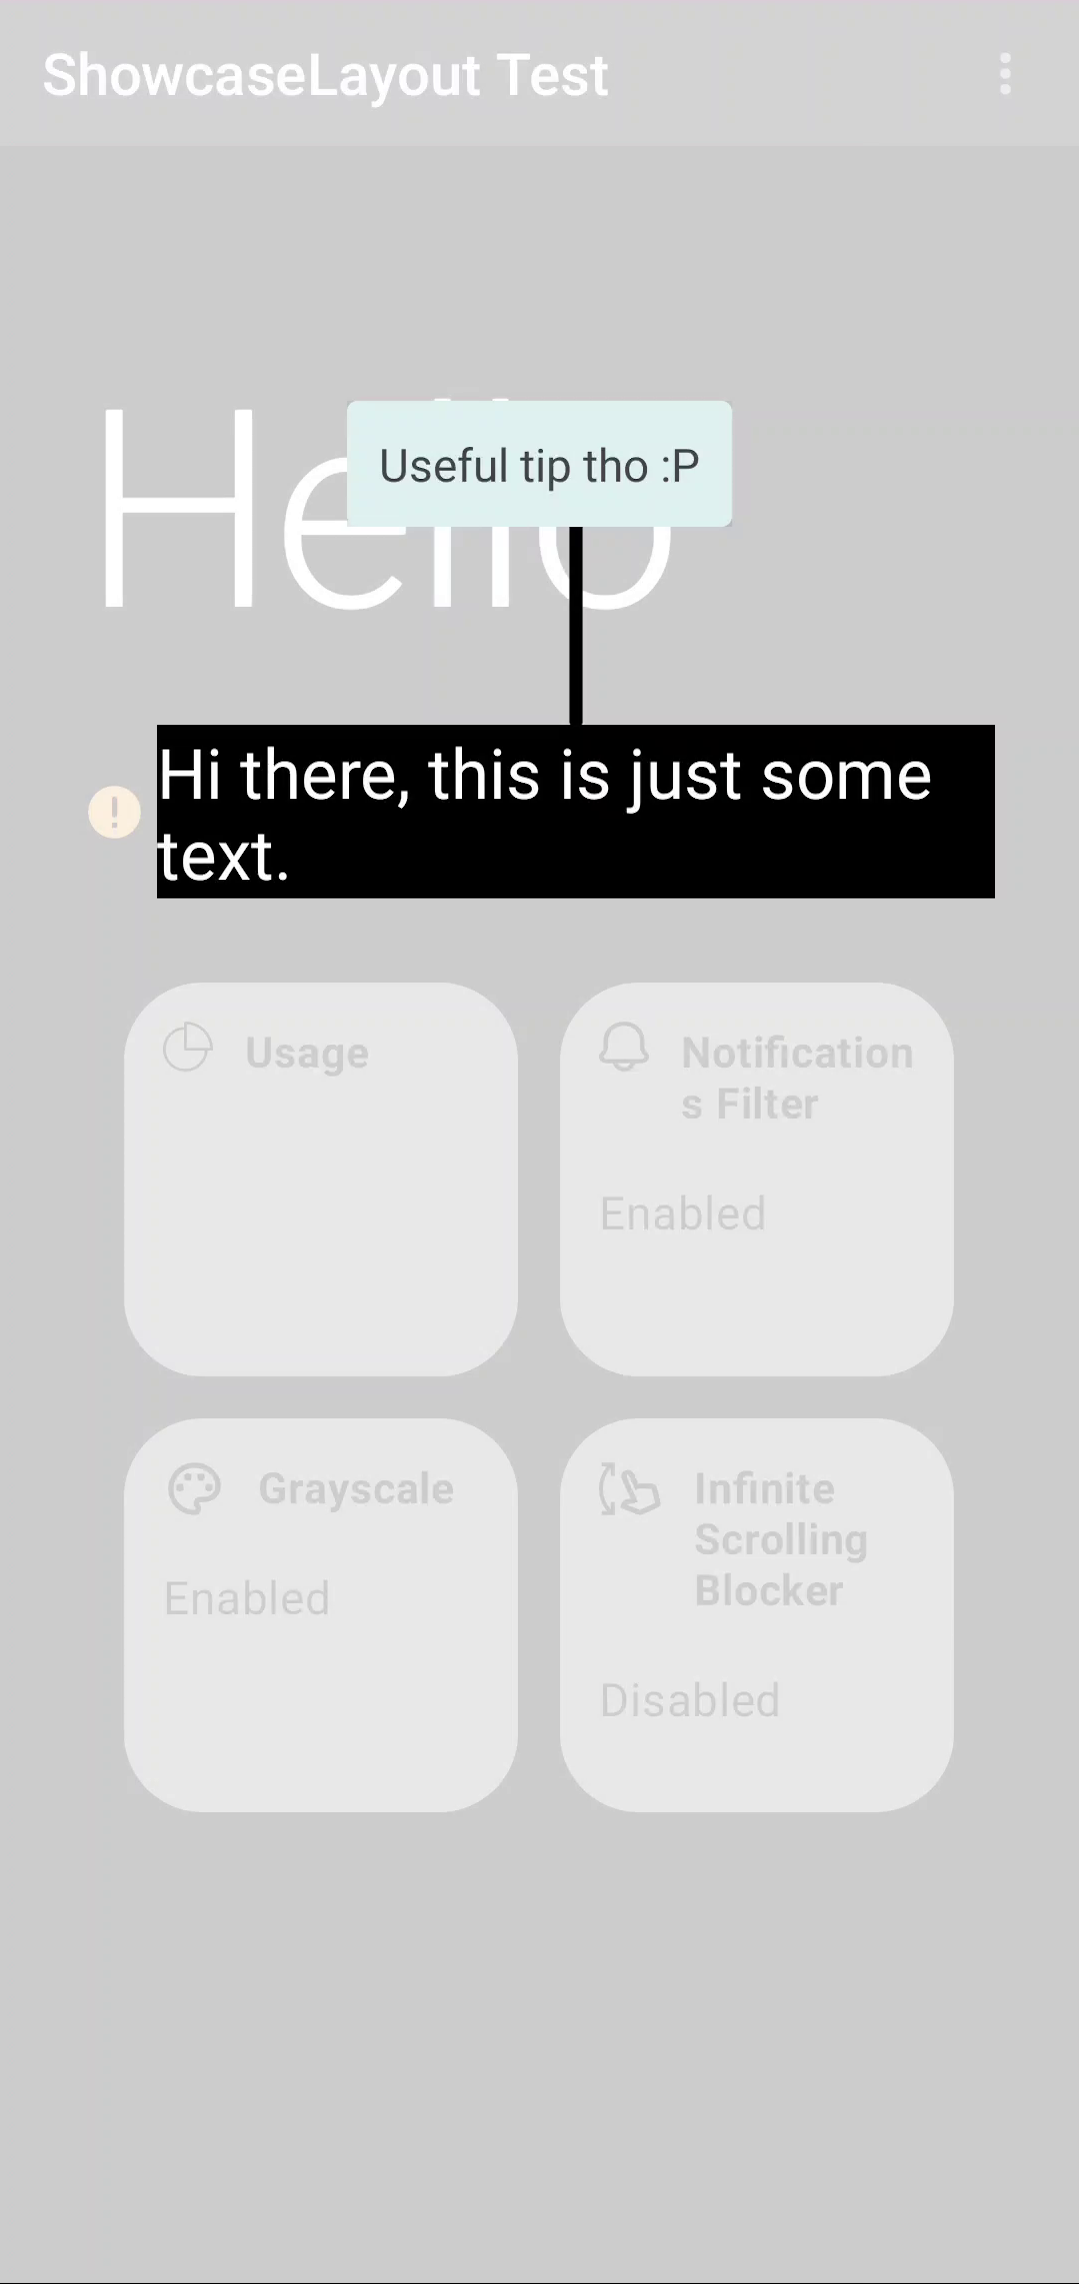 ShowcaseLayout Test
Hello
Useful tip tho :P
Hi there, this is just some
text.
Usage
Notification
s Filter
Enabled
Grayscale
Enabled
Infinite
Scrolling
Blocker
Disabled